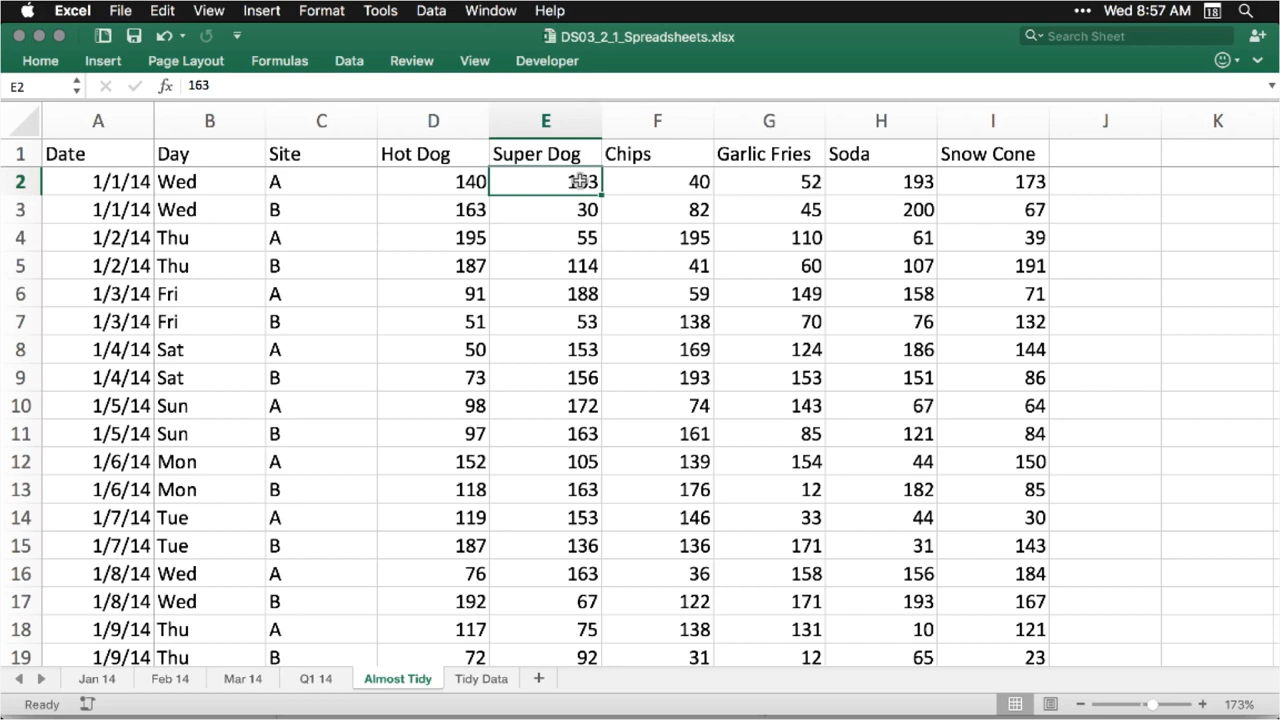 Excel File Edit View Insert Format Tools Data Window Help ••• Wed 8:57 AM 18
DS03_2_1_Spreadsheets.xlsx Search Sheet
Home Insert Page Layout Formulas Data Review View Developer
E2 fx 163
A B C D E F G H I J K
1 Date Day Site Hot Dog Super Dog Chips Garlic Fries Soda Snow Cone
2 1/1/14 Wed A 140 163 40 52 193 173
3 1/1/14 Wed B 163 30 82 45 200 67
4 1/2/14 Thu A 195 55 195 110 61 39
5 1/2/14 Thu B 187 114 41 60 107 191
6 1/3/14 Fri A 91 188 59 149 158 71
7 1/3/14 Fri B 51 53 138 70 76 132
8 1/4/14 Sat A 50 153 169 124 186 144
9 1/4/14 Sat B 73 156 193 153 151 86
10 1/5/14 Sun A 98 172 74 143 67 64
11 1/5/14 Sun B 97 163 161 85 121 84
12 1/6/14 Mon A 152 105 139 154 44 150
13 1/6/14 Mon B 118 163 176 12 182 85
14 1/7/14 Tue A 119 153 146 33 44 30
15 1/7/14 Tue B 187 136 136 171 31 143
16 1/8/14 Wed A 76 163 36 158 156 184
17 1/8/14 Wed B 192 67 122 171 193 167
18 1/9/14 Thu A 117 75 138 131 10 121
19 1/9/14 Thu B 72 92 31 12 65 23
Jan 14 Feb 14 Mar 14 Q1 14 Almost Tidy Tidy Data +
Ready − + 173%